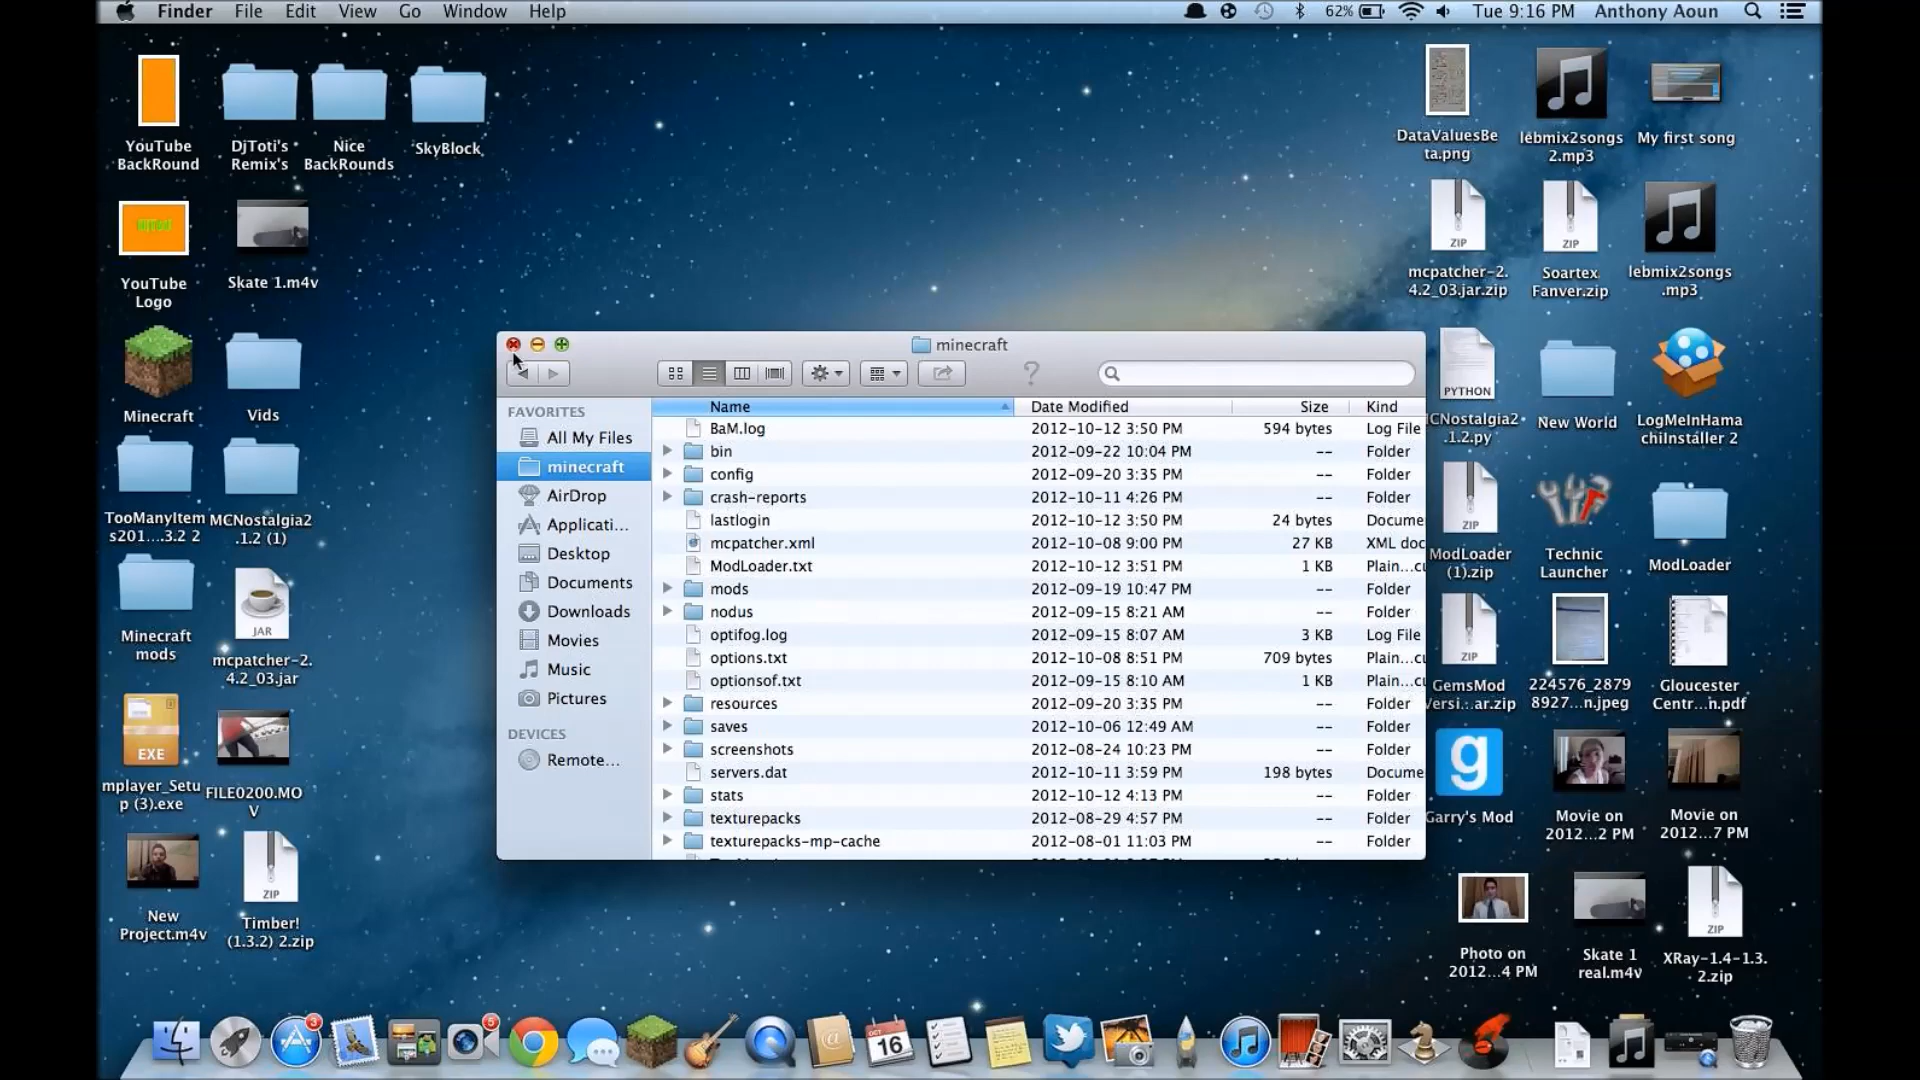 Finder File Edit View Go Window Help
62% Tue 9:16 PM Anthony Aoun
YouTube
BackRound
DjToti's
Remix's
Nice
BackRounds
SkyBlock
YouTube
Logo
Skate 1.m4v
Minecraft
Vids
TooManyItem
s201....3.2 2
MCNostalgia2
.1.2 (1)
Minecraft
mods
JAR
mcpatcher-2.
4.2_03.jar
EXE
mplayer_Setu
p (3).exe
FILE0200.MO
V
New
Project.m4v
ZIP
Timber!
(1.3.2) 2.zip
minecraft
FAVORITES
All My Files
minecraft
AirDrop
Applicati...
Desktop
Documents
Downloads
Movies
Music
Pictures
DEVICES
Remote...
Name Date Modified Size Kind
BaM.log 2012-10-12 3:50 PM 594 bytes Log File
bin 2012-09-22 10:04 PM -- Folder
config 2012-09-20 3:35 PM -- Folder
crash-reports 2012-10-11 4:26 PM -- Folder
lastlogin 2012-10-12 3:50 PM 24 bytes Docume
mcpatcher.xml 2012-10-08 9:00 PM 27 KB XML doc
ModLoader.txt 2012-10-12 3:51 PM 1 KB Plain...cu
mods 2012-09-19 10:47 PM -- Folder
nodus 2012-09-15 8:21 AM -- Folder
optifog.log 2012-09-15 8:07 AM 3 KB Log File
options.txt 2012-10-08 8:51 PM 709 bytes Plain...cu
optionsof.txt 2012-09-15 8:10 AM 1 KB Plain...cu
resources 2012-09-20 3:35 PM -- Folder
saves 2012-10-06 12:49 AM -- Folder
screenshots 2012-08-24 10:23 PM -- Folder
servers.dat 2012-10-11 3:59 PM 198 bytes Docume
stats 2012-10-12 4:13 PM -- Folder
texturepacks 2012-08-29 4:57 PM -- Folder
texturepacks-mp-cache 2012-08-01 11:03 PM -- Folder
DataValuesBe
ta.png
lebmix2songs
2.mp3
My first song
ZIP
mcpatcher-2.
4.2_03.jar.zip
ZIP
Soartex
Fanver.zip
lebmix2songs
.mp3
PYTHON
CNostalgia2
.1.2.py
New World
LogMeInHama
chiInstaller 2
ZIP
ModLoader
(1).zip
Technic
Launcher
ModLoader
ZIP
GemsMod
Versi...ar.zip
224576_2879
8927...n.jpeg
Gloucester
Centr...n.pdf
g
Garry's Mod
Movie on
2012...2 PM
Movie on
2012...7 PM
Photo on
2012....4 PM
Skate 1
real.m4v
ZIP
XRay-1.4-1.3.
2.zip
3
5
OCT
16